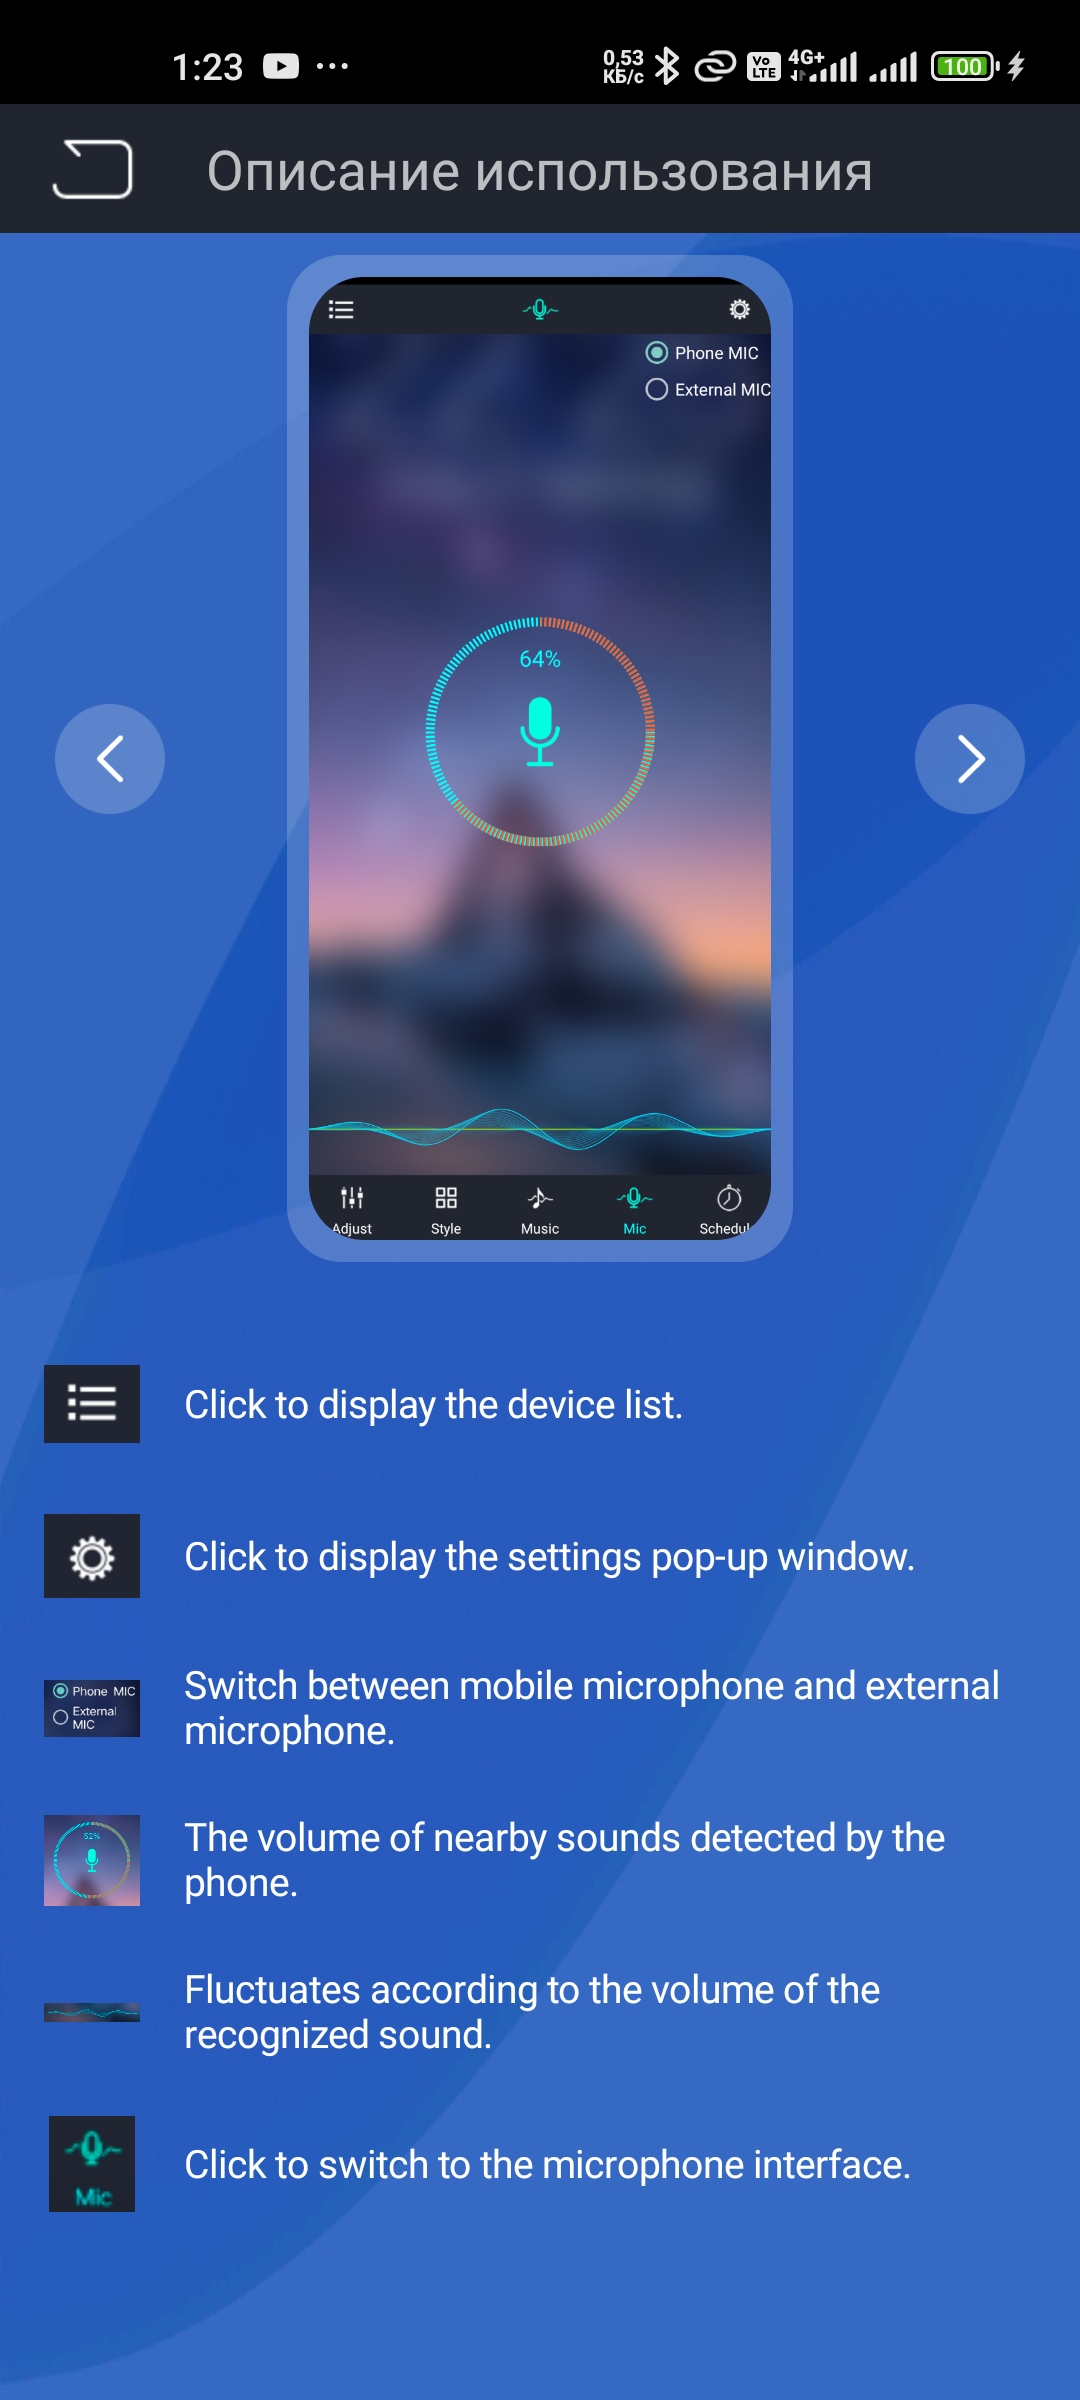 1:23
0,53
КБ/с
Vo
LTE
4G+
100
Описание использования
Phone MIC
External MIC
64%
Adjust
Style
Music
Mic
Schedul
Click to display the device list.
Click to display the settings pop-up window.
Phone MIC
External
MIC
Switch between mobile microphone and external
microphone.
52%
The volume of nearby sounds detected by the
phone.
Fluctuates according to the volume of the
recognized sound.
Mic
Click to switch to the microphone interface.